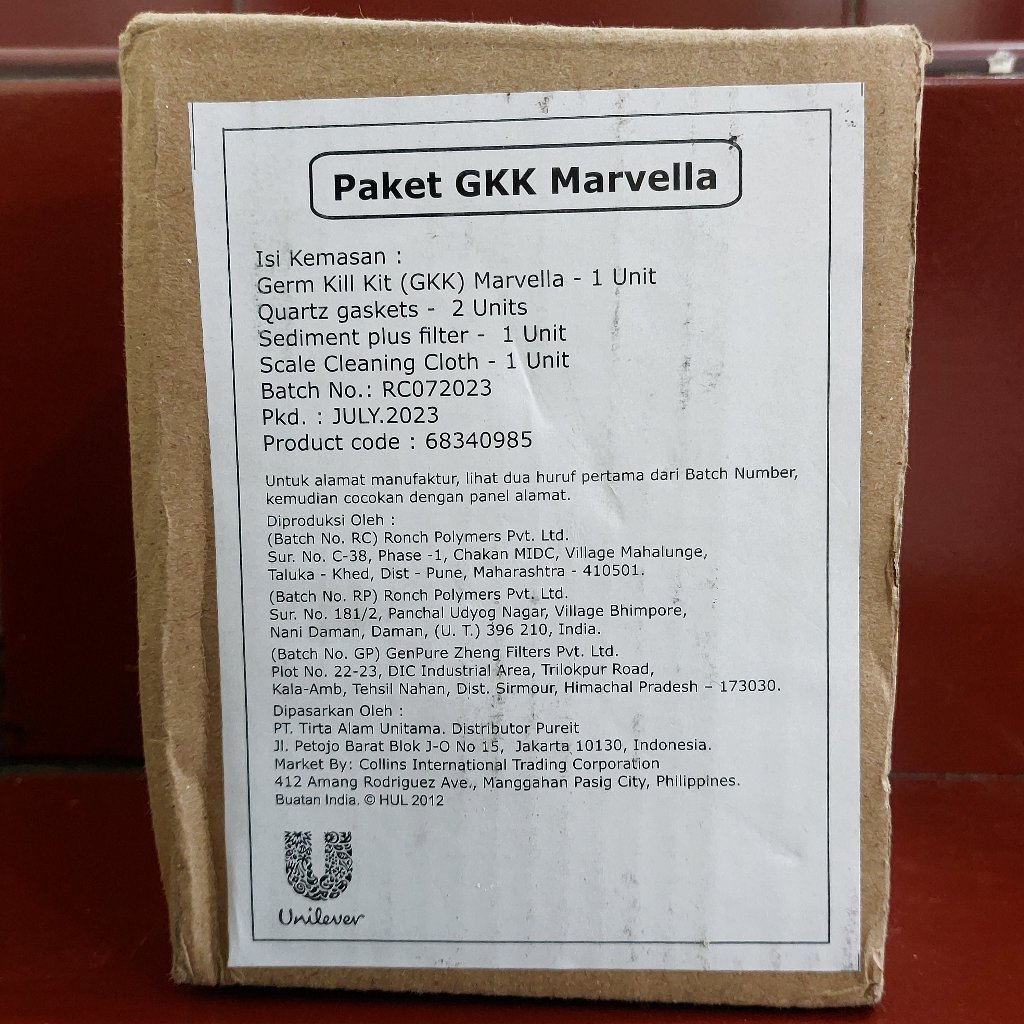 Paket GKK Marvella
Isi Kemasan :
Germ Kill Kit (GKK) Marvella - 1 Unit
Quartz gaskets - 2 Units
Sediment plus filter - 1 Unit
Scale Cleaning Cloth - 1 Unit
Batch No.: RC072023
Pkd. : JULY.2023
Product code : 68340985
Untuk alamat manufaktur, lihat dua huruf pertama dari Batch Number,
kemudian cocokan dengan panel alamat.
Diproduksi Oleh :
(Batch No. RC) Ronch Polymers Pvt. Ltd.
Sur. No. C-38, Phase -1, Chakan MIDC, Village Mahalunge,
Taluka - Khed, Dist - Pune, Maharashtra - 410501.
(Batch No. RP) Ronch Polymers Pvt. Ltd.
Sur. No. 181/2, Panchal Udyog Nagar, Village Bhimpore,
Nani Daman, Daman, (U. T.) 396 210, India.
(Batch No. GP) GenPure Zheng Filters Pvt. Ltd.
Plot No. 22-23, DIC Industrial Area, Trilokpur Road,
Kala-Amb, Tehsil Nahan, Dist. Sirmour, Himachal Pradesh – 173030.
Dipasarkan Oleh :
PT. Tirta Alam Unitama. Distributor Pureit
Jl. Petojo Barat Blok J-O No 15, Jakarta 10130, Indonesia.
Market By: Collins International Trading Corporation
412 Amang Rodriguez Ave., Manggahan Pasig City, Philippines.
Buatan India. © HUL 2012
Unilever